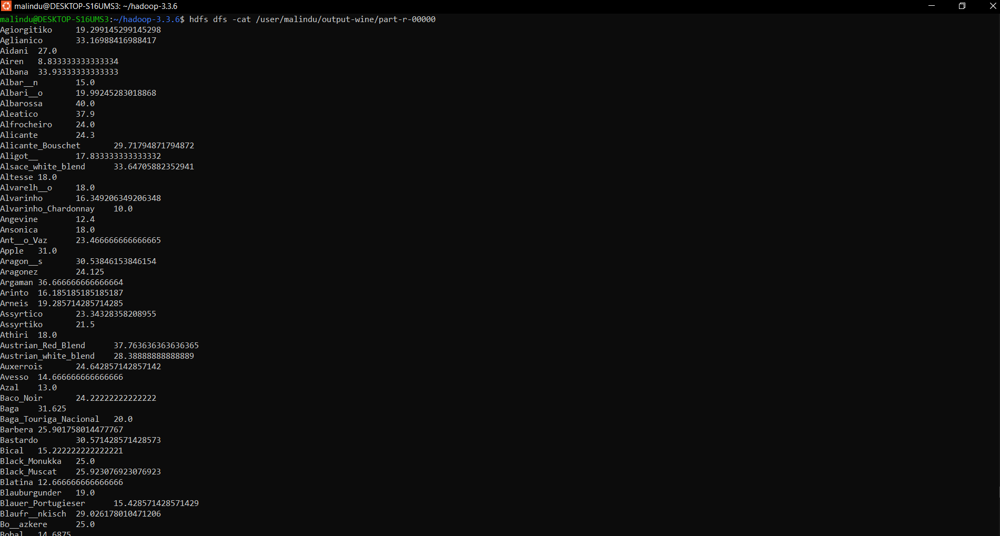 malindu@DESKTOP-S16UMS3: ~/hadoop-3.3.6
malindu@DESKTOP-S16UMS3:~/hadoop-3.3.6$ hdfs dfs -cat /user/malindu/output-wine/part-r-00000
Agiorgitiko 19.299145299145298
Aglianico 33.16988416988417
Aidani 27.0
Airen 8.833333333333334
Albana 33.93333333333333
Albar__n 15.0
Albari__o 19.99245283018868
Albarossa 40.0
Aleatico 37.9
Alfrocheiro 24.0
Alicante 24.3
Alicante_Bouschet 29.71794871794872
Aligot__ 17.833333333333332
Alsace_white_blend 33.64705882352941
Altesse 18.0
Alvarelh__o 18.0
Alvarinho 16.349206349206348
Alvarinho_Chardonnay 10.0
Angevine 12.4
Ansonica 18.0
Ant__o_Vaz 23.466666666666665
Apple 31.0
Aragon__s 30.53846153846154
Aragonez 24.125
Argaman 36.666666666666664
Arinto 16.185185185185187
Arneis 19.285714285714285
Assyrtico 23.34328358208955
Assyrtiko 21.5
Athiri 18.0
Austrian_Red_Blend 37.763636363636365
Austrian_white_blend 28.38888888888889
Auxerrois 24.642857142857142
Avesso 14.666666666666666
Azal 13.0
Baco_Noir 24.22222222222222
Baga 31.625
Baga_Touriga_Nacional 20.0
Barbera 25.901758014477767
Bastardo 30.571428571428573
Bical 15.222222222222221
Black_Monukka 25.0
Black_Muscat 25.923076923076923
Blatina 12.666666666666666
Blauburgunder 19.0
Blauer_Portugieser 15.428571428571429
Blaufr__nkisch 29.026178010471206
Bo__azkere 25.0
Bobal 14.6875